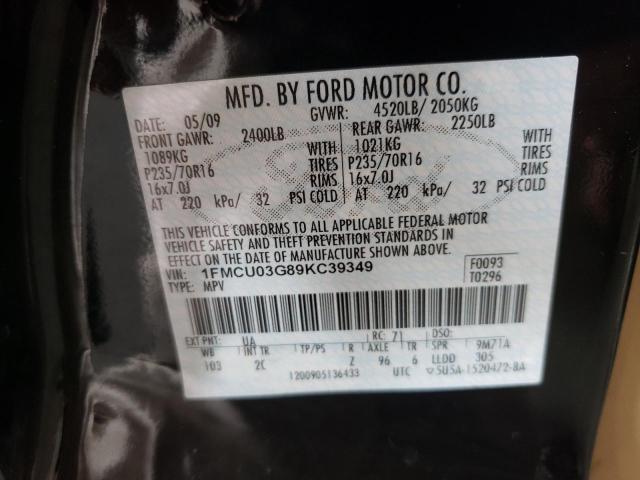 MFD. BY FORD MOTOR CO.
DATE: 05/09 GVWR: 4520LB/ 2050KG
FRONT GAWR: 2400LB REAR GAWR: 2250LB
1089KG WITH 1021KG WITH
P235/70R16 TIRES P235/70R16 TIRES
16x7.0J RIMS 16x7.0J RIMS
AT 220 kPa/ 32 PSI COLD AT 220 kPa/ 32 PSI COLD
THIS VEHICLE CONFORMS TO ALL APPLICABLE FEDERAL MOTOR
VEHICLE SAFETY AND THEFT PREVENTION STANDARDS IN
EFFECT ON THE DATE OF MANUFACTURE SHOWN ABOVE.
VIN: 1FMCU03G89KC39349 F0093
TYPE: MPV T0296
EXT PNT: UA RC: 71 DSO:
WB INT TR TP/PS R AXLE TR SPR 9M71A
103 2C Z 96 6 LLDD 305
1200905136433 UTC ▽5U5A-1520472-BA